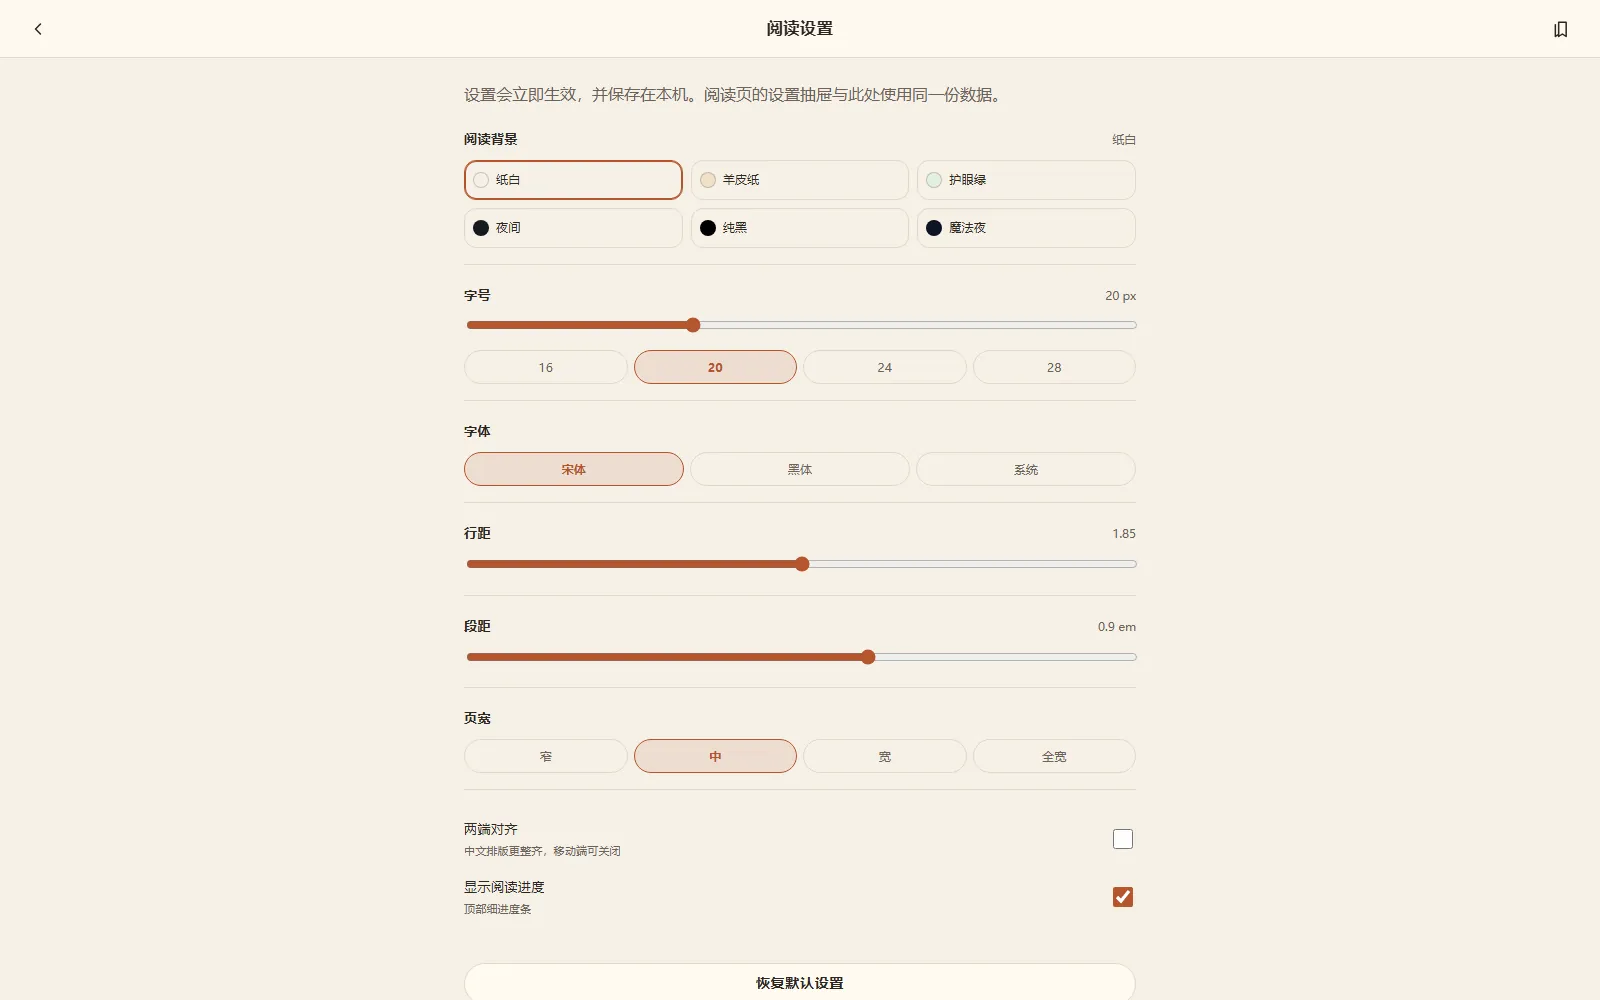 阅读设置
设置会立即生效，并保存在本机。阅读页的设置抽屉与此处使用同一份数据。
阅读背景 纸白
纸白 羊皮纸 护眼绿
夜间 纯黑 魔法夜
字号 20 px
16 20 24 28
字体
宋体 黑体 系统
行距 1.85
段距 0.9 em
页宽
窄 中 宽 全宽
两端对齐
中文排版更整齐，移动端可关闭
显示阅读进度
顶部细进度条
恢复默认设置